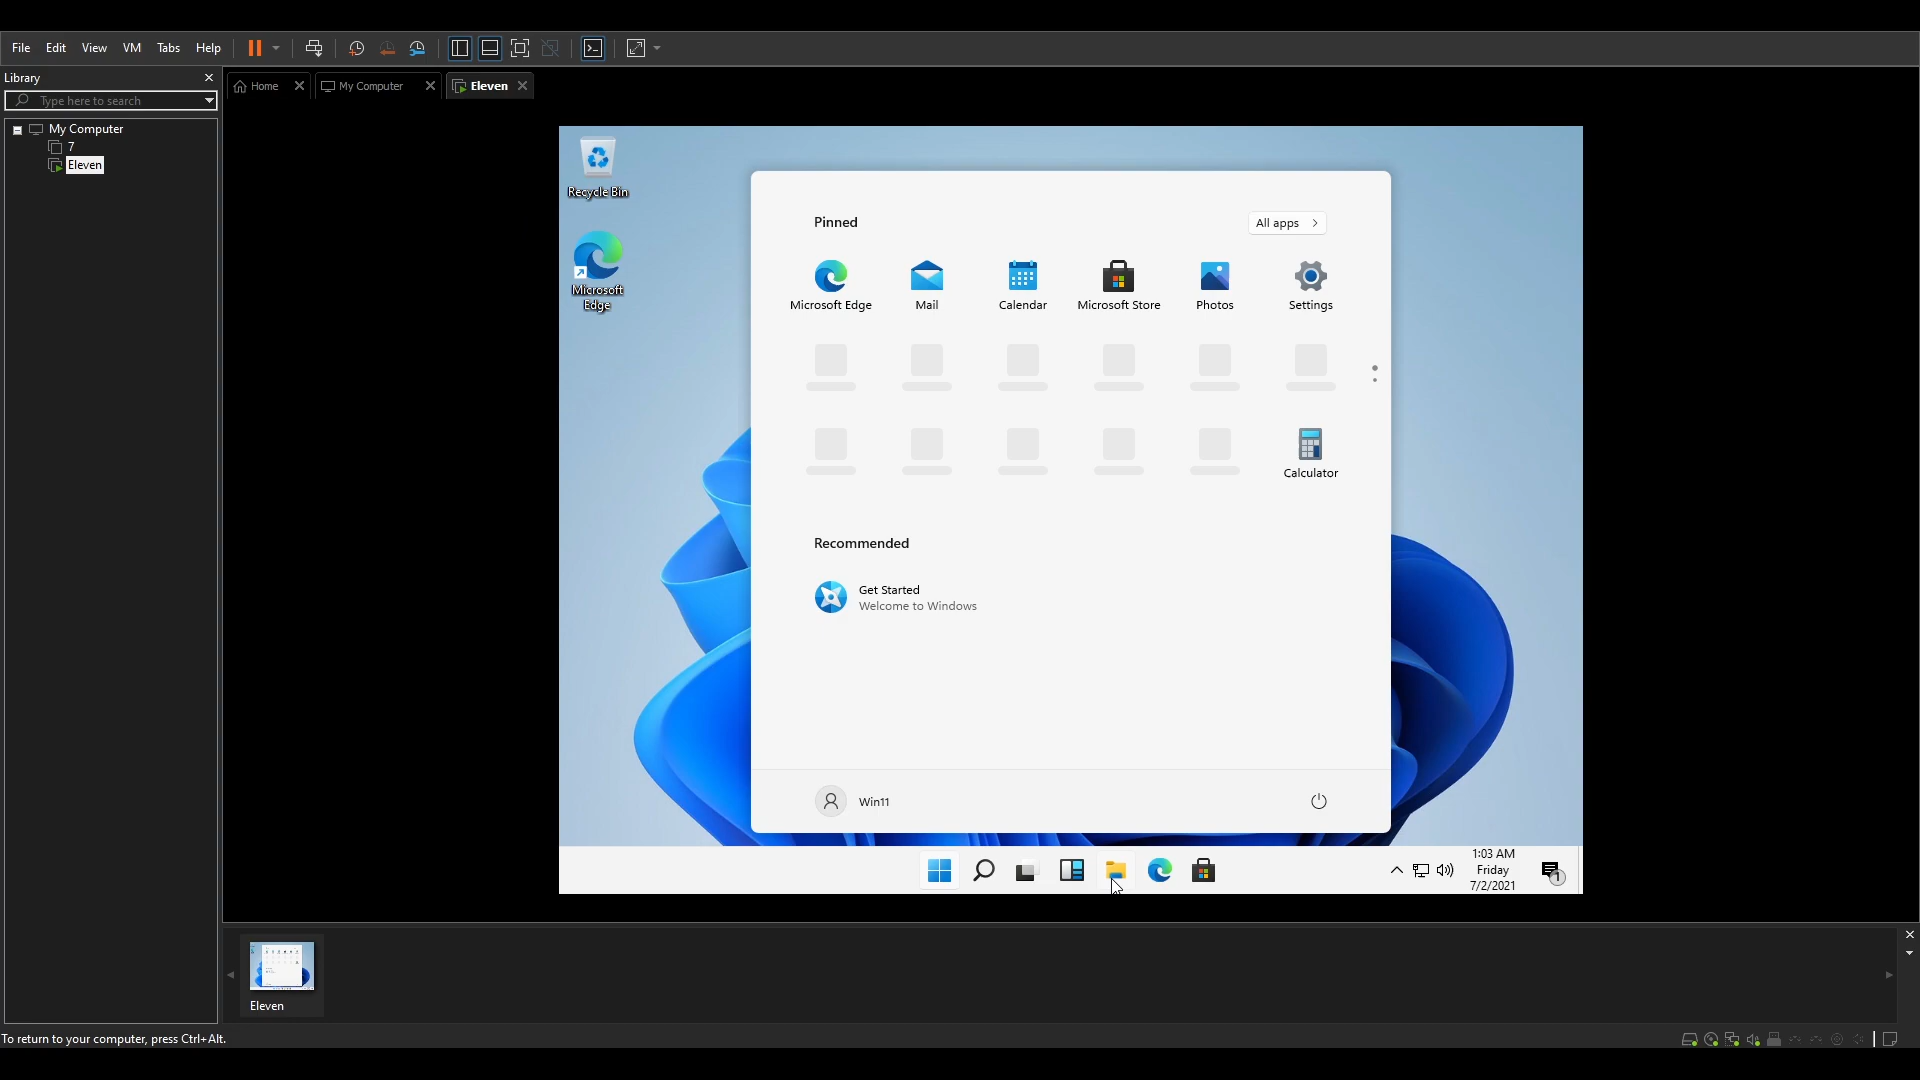 File Edit View VM Tabs Help
Library
Type here to search
Home
My Computer
Eleven
My Computer
7
Eleven
Recycle Bin
Microsoft
Edge
Pinned
All apps
Microsoft Edge
Mail
Calendar
Microsoft Store
Photos
Settings
Calculator
Recommended
Get Started
Welcome to Windows
Win11
1:03 AM
Friday
7/2/2021
1
Eleven
To return to your computer, press Ctrl+Alt.